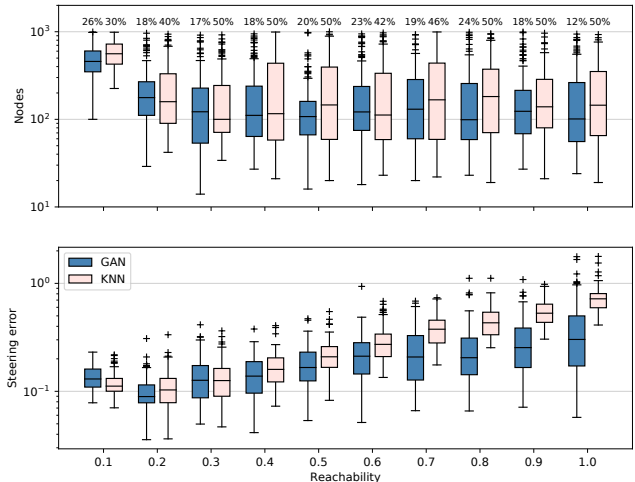 26% 30% 18% 40% 17% 50% 18% 50% 20% 50% 23% 42% 19% 46% 24% 50% 18% 50% 12% 50%
10³
10²
10¹
Nodes
GAN
KNN
10⁰
10⁻¹
Steering error
0.1 0.2 0.3 0.4 0.5 0.6 0.7 0.8 0.9 1.0
Reachability